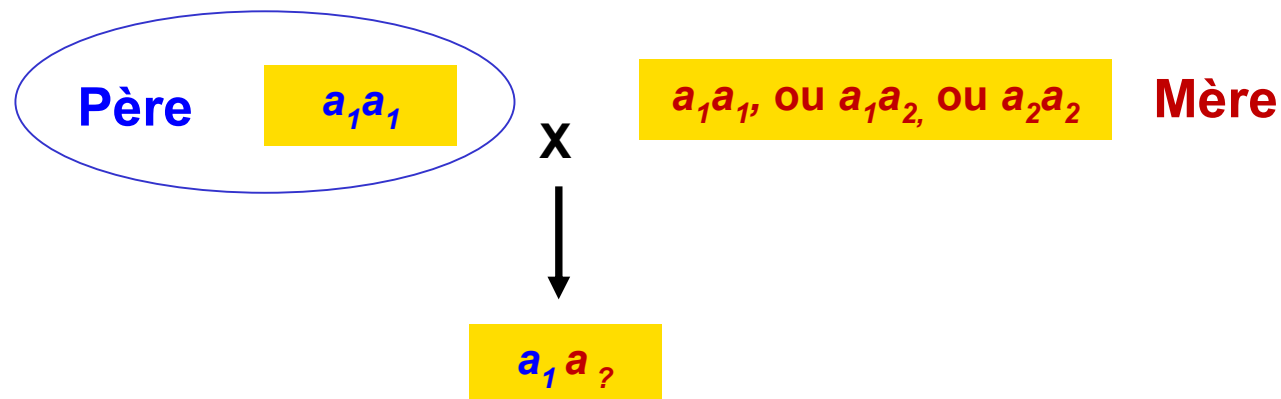 Père a₁a₁ X a₁a₁, ou a₁a₂, ou a₂a₂ Mère
a₁ a ?